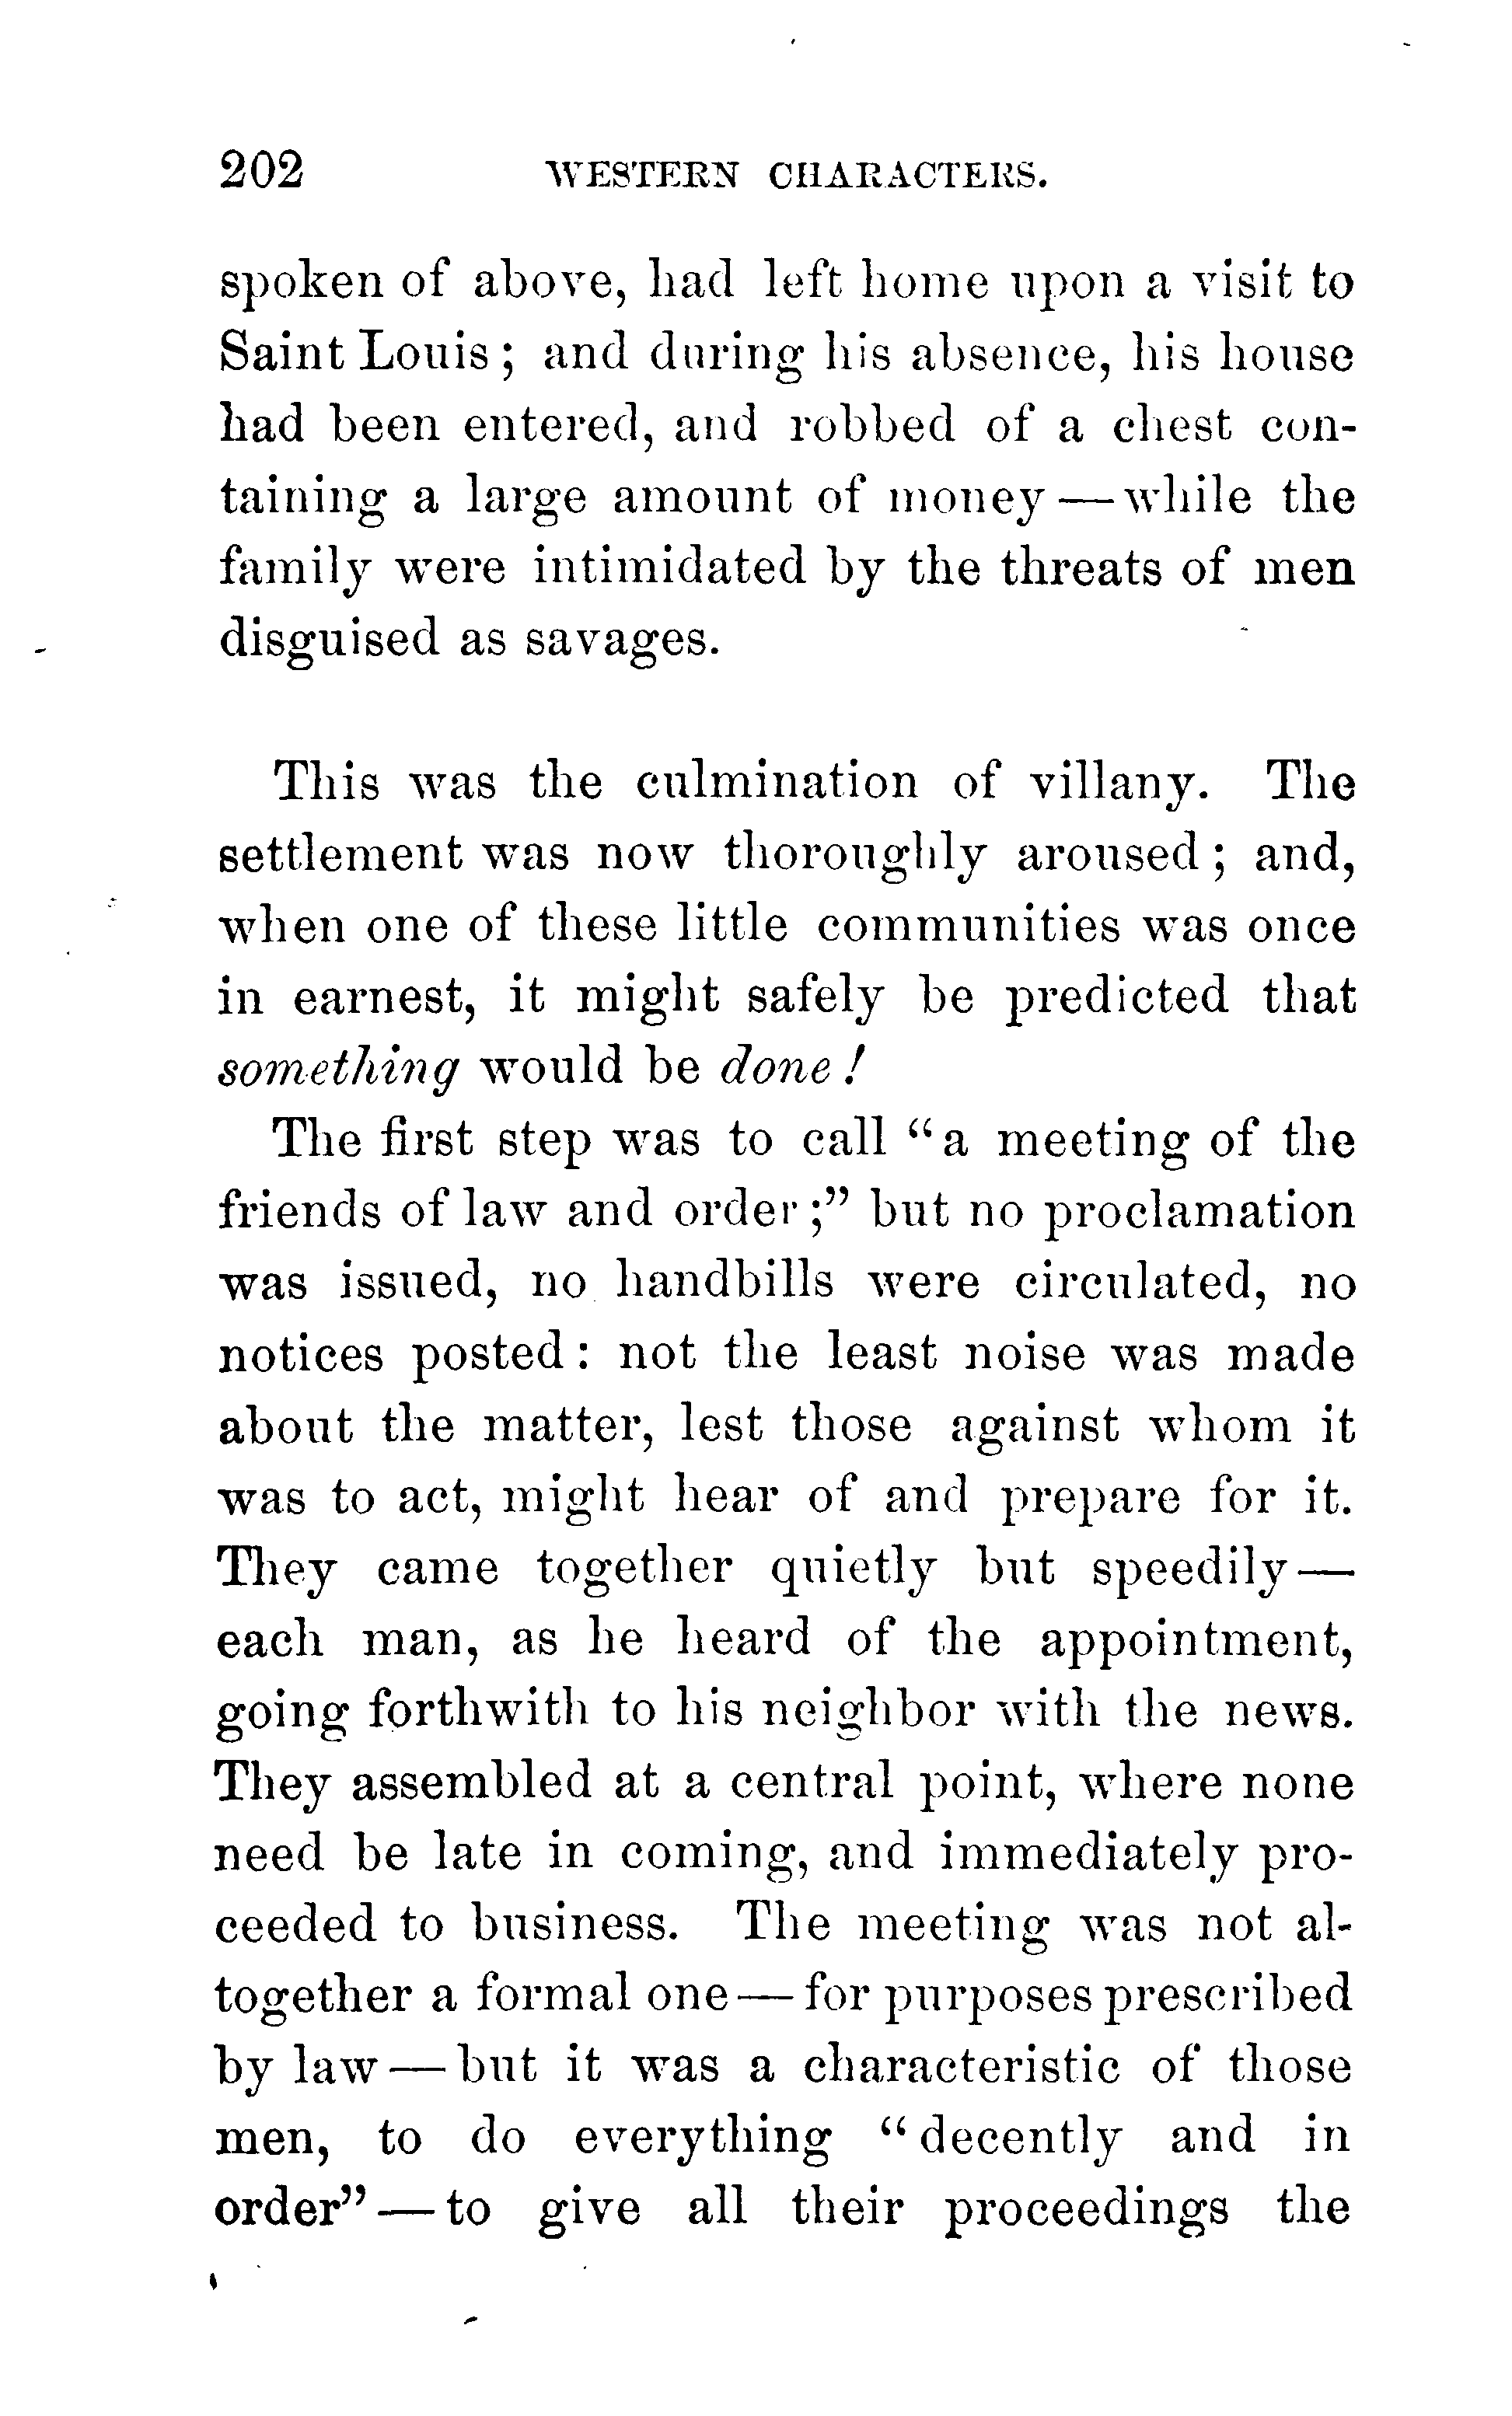 202 WESTERN CHARACTERS.
spoken of above, had left home upon a visit to
Saint Louis; and during his absence, his house
had been entered, and robbed of a chest con-
taining a large amount of money—while the
family were intimidated by the threats of men
disguised as savages.
This was the culmination of villany. The
settlement was now thoroughly aroused; and,
when one of these little communities was once
in earnest, it might safely be predicted that
something would be done!
The first step was to call “a meeting of the
friends of law and order;” but no proclamation
was issued, no handbills were circulated, no
notices posted: not the least noise was made
about the matter, lest those against whom it
was to act, might hear of and prepare for it.
They came together quietly but speedily—
each man, as he heard of the appointment,
going forthwith to his neighbor with the news.
They assembled at a central point, where none
need be late in coming, and immediately pro-
ceeded to business. The meeting was not al-
together a formal one—for purposes prescribed
by law—but it was a characteristic of those
men, to do everything “decently and in
order”—to give all their proceedings the